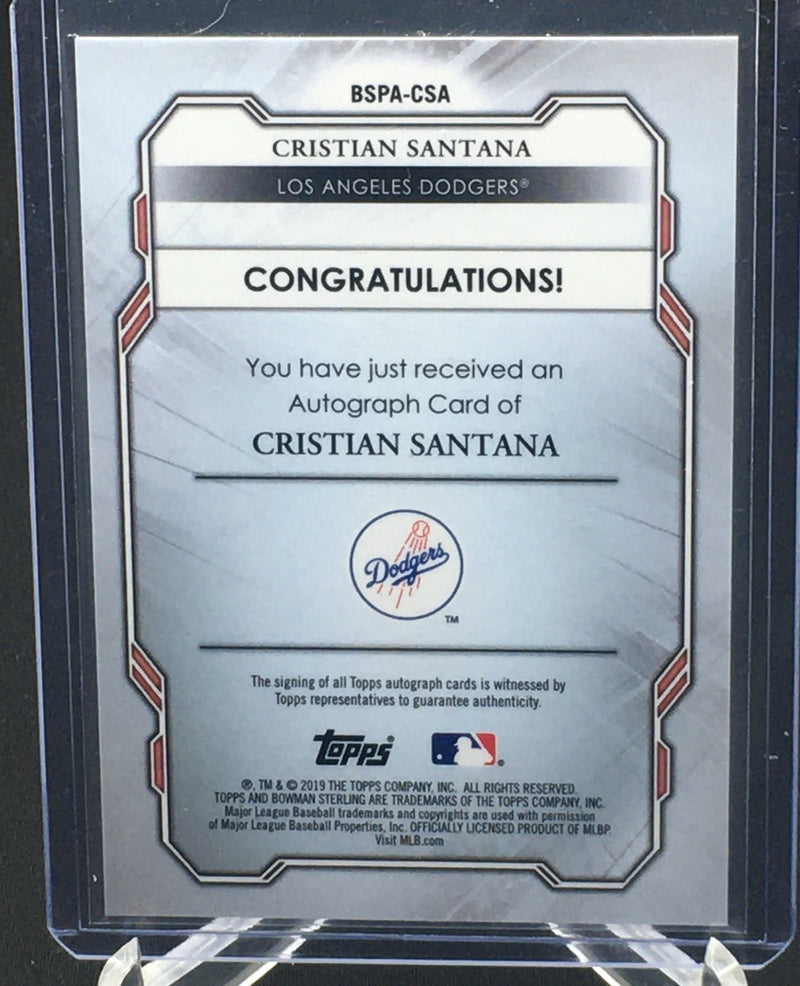 BSPA-CSA
CRISTIAN SANTANA
LOS ANGELES DODGERS®
CONGRATULATIONS!
You have just received an
Autograph Card of
CRISTIAN SANTANA
Dodgers
TM
The signing of all Topps autograph cards is witnessed by
Topps representatives to guarantee authenticity.
topps®
®
®, TM & © 2019 THE TOPPS COMPANY, INC. ALL RIGHTS RESERVED.
TOPPS AND BOWMAN STERLING ARE TRADEMARKS OF THE TOPPS COMPANY, INC.
Major League Baseball trademarks and copyrights are used with permission
of Major League Baseball Properties, Inc. OFFICIALLY LICENSED PRODUCT OF MLBP.
Visit MLB.com